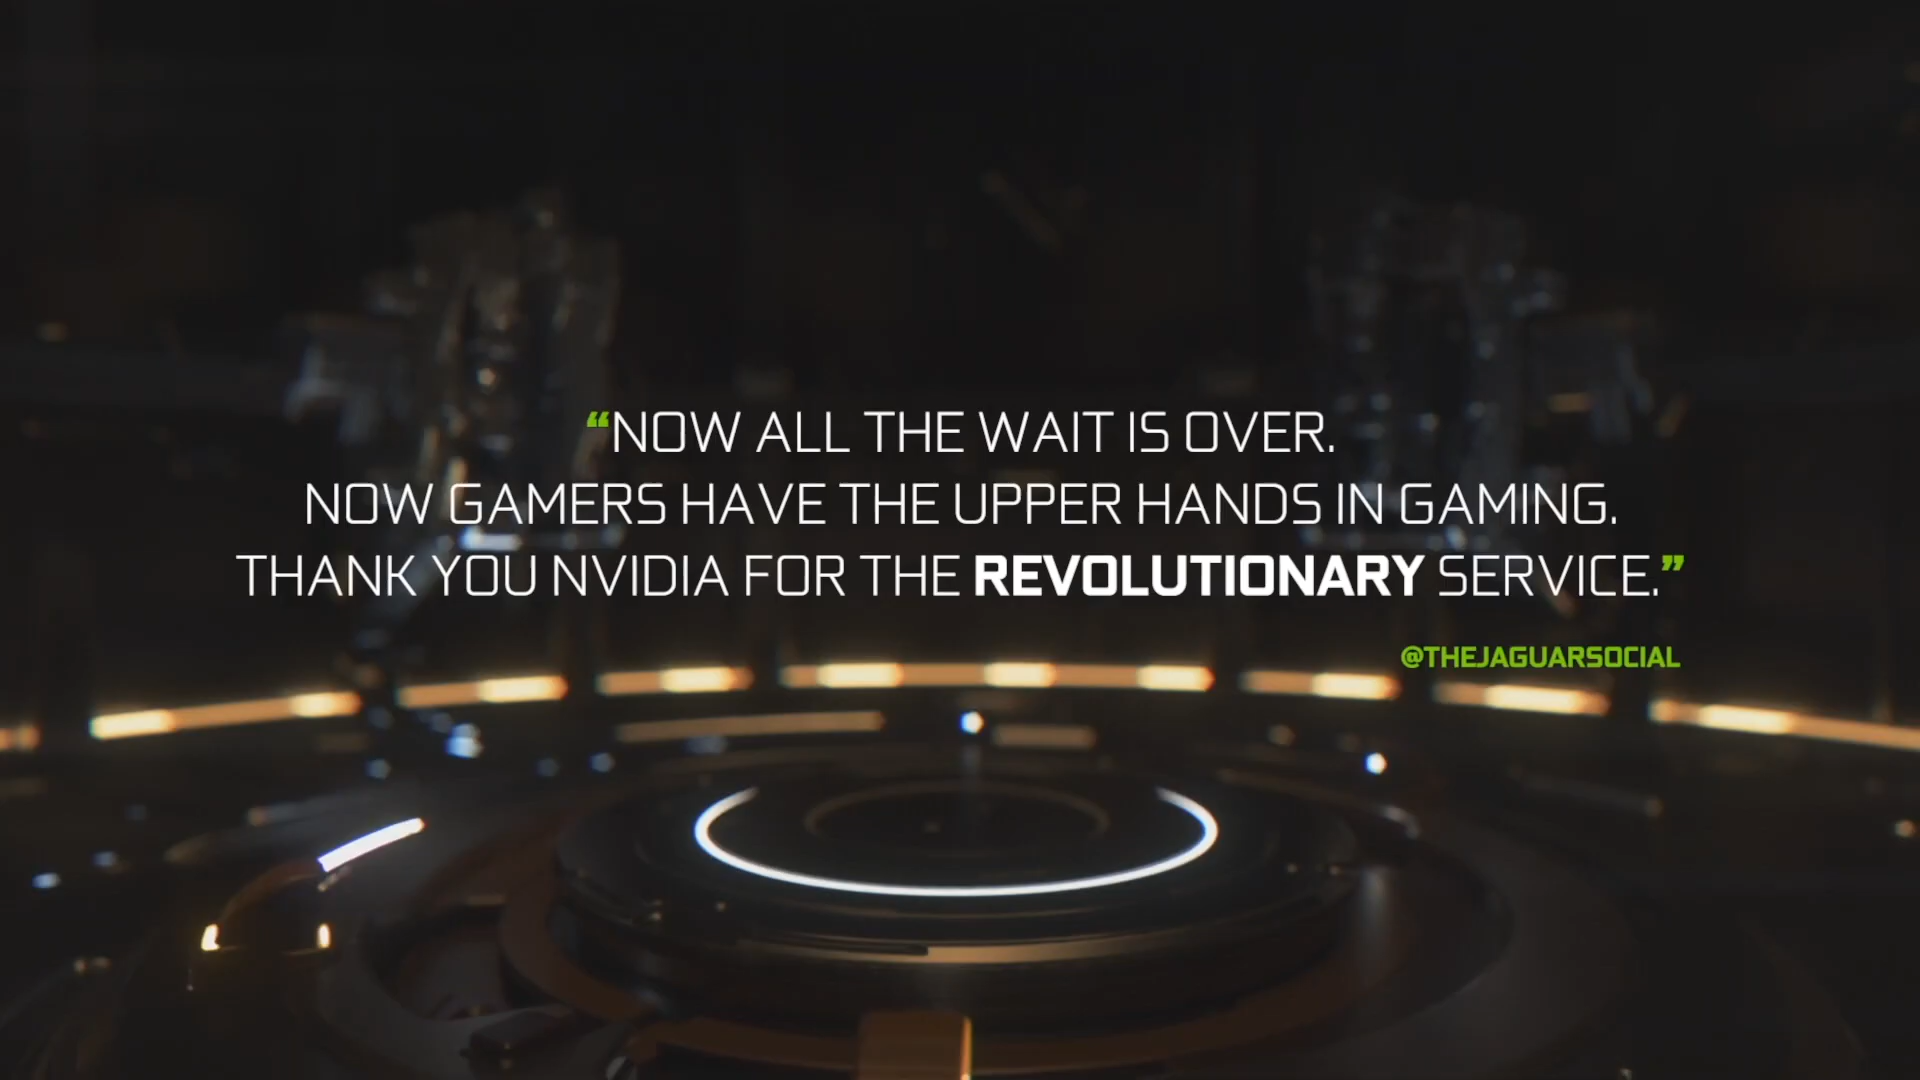 “NOW ALL THE WAIT IS OVER.
NOW GAMERS HAVE THE UPPER HANDS IN GAMING.
THANK YOU NVIDIA FOR THE REVOLUTIONARY SERVICE.”
@THEJAGUARSOCIAL